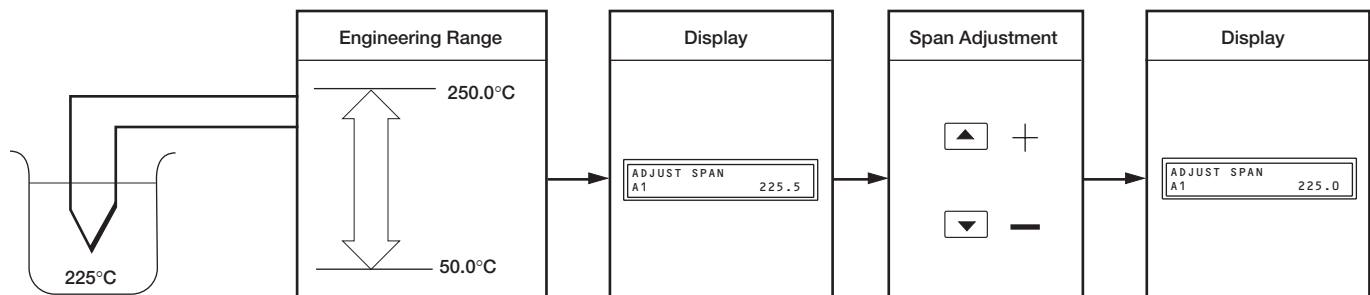 Engineering Range
Display
Span Adjustment
Display
250.0°C
50.0°C
225°C
ADJUST SPAN
A1 225.5
+
−
ADJUST SPAN
A1 225.0